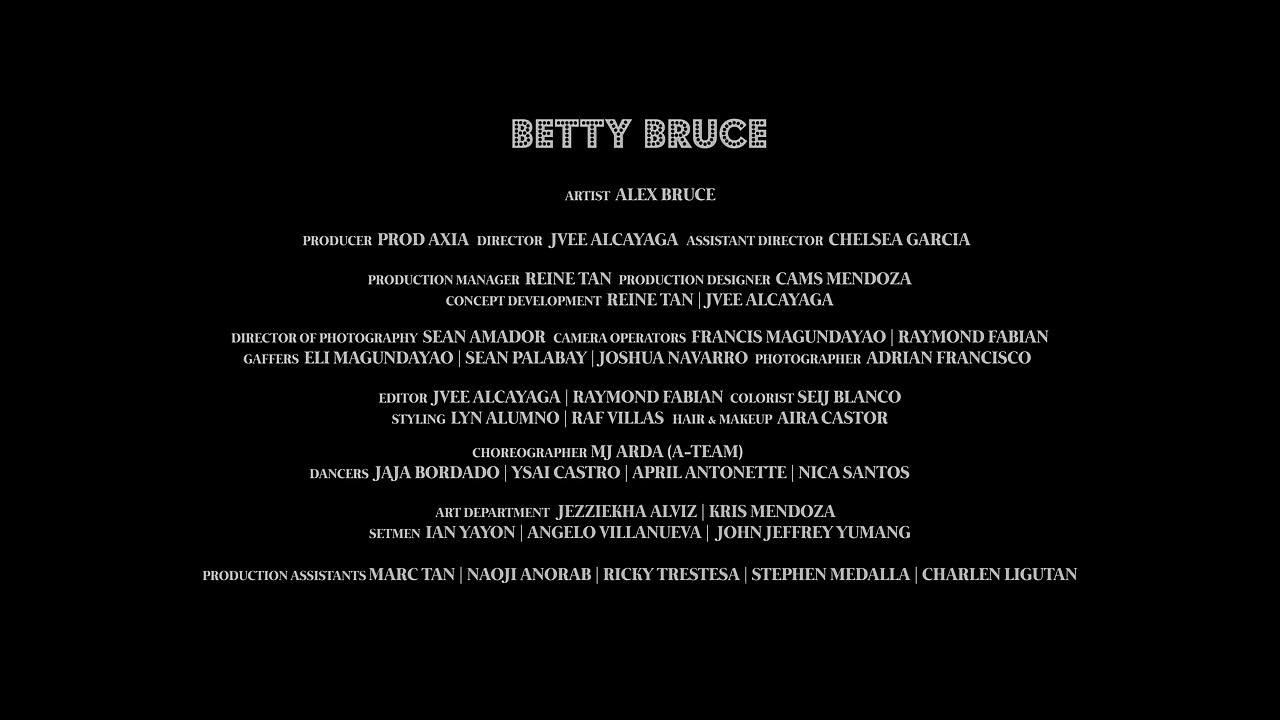 BETTY BRUCE
ARTIST ALEX BRUCE
PRODUCER PROD AXIA DIRECTOR JVEE ALCAYAGA ASSISTANT DIRECTOR CHELSEA GARCIA
PRODUCTION MANAGER REINE TAN PRODUCTION DESIGNER CAMS MENDOZA
CONCEPT DEVELOPMENT REINE TAN | JVEE ALCAYAGA
DIRECTOR OF PHOTOGRAPHY SEAN AMADOR CAMERA OPERATORS FRANCIS MAGUNDAYAO | RAYMOND FABIAN
GAFFERS ELI MAGUNDAYAO | SEAN PALABAY | JOSHUA NAVARRO PHOTOGRAPHER ADRIAN FRANCISCO
EDITOR JVEE ALCAYAGA | RAYMOND FABIAN COLORIST SEIJ BLANCO
STYLING LYN ALUMNO | RAF VILLAS HAIR & MAKEUP AIRA CASTOR
CHOREOGRAPHER MJ ARDA (A-TEAM)
DANCERS JAJA BORDADO | YSAI CASTRO | APRIL ANTONETTE | NICA SANTOS
ART DEPARTMENT JEZZIEKHA ALVIZ | KRIS MENDOZA
SETMEN IAN YAYON | ANGELO VILLANUEVA | JOHN JEFFREY YUMANG
PRODUCTION ASSISTANTS MARC TAN | NAOJI ANORAB | RICKY TRESTESA | STEPHEN MEDALLA | CHARLEN LIGUTAN